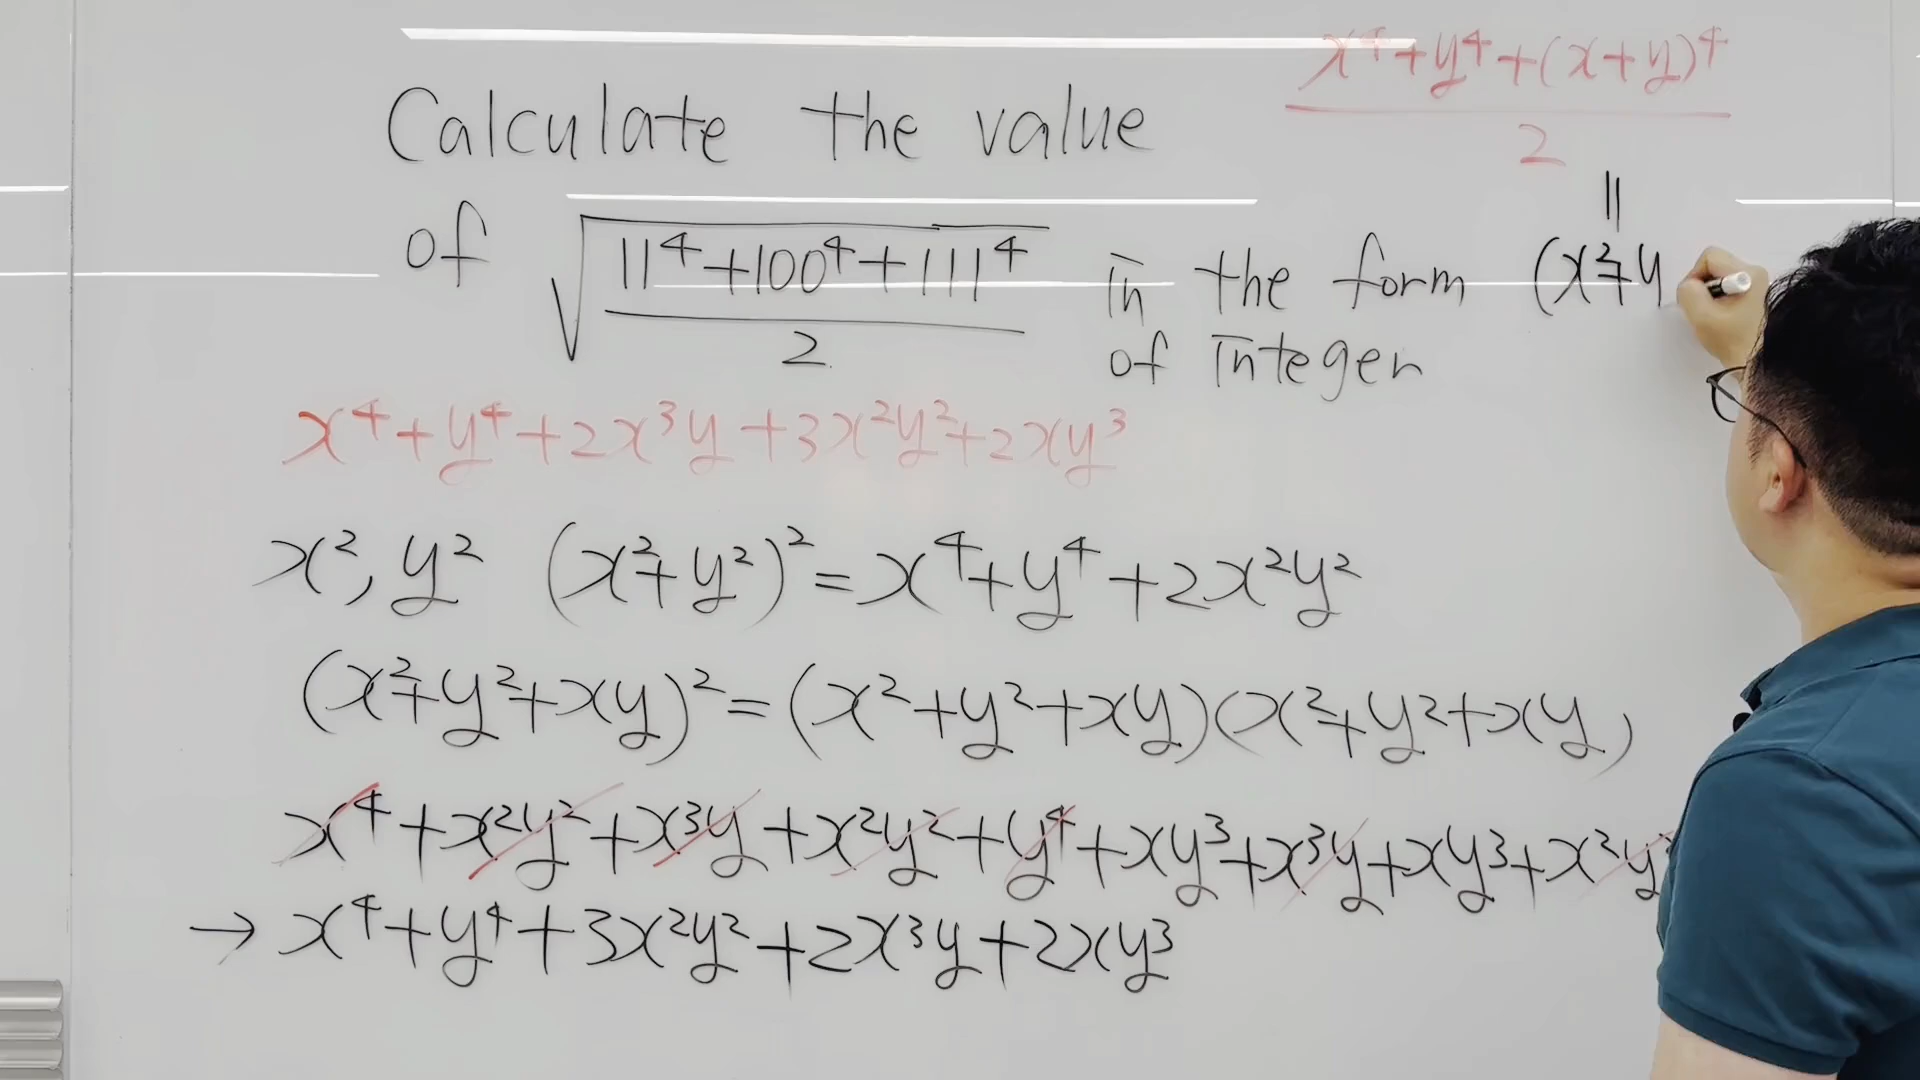 Calculate the value
of √((11⁴+100⁴+111⁴)/2) in the form
of integer
(x⁴+y⁴+(x+y)⁴)/2
=
(x²+y
x⁴+y⁴+2x³y+3x²y²+2xy³
x², y² (x²+y²)²=x⁴+y⁴+2x²y²
(x²+y²+xy)²=(x²+y²+xy)(x²+y²+xy)
x⁴+x²y²+x³y+x²y²+y⁴+xy³+x³y+xy³+x²y²
→ x⁴+y⁴+3x²y²+2x³y+2xy³